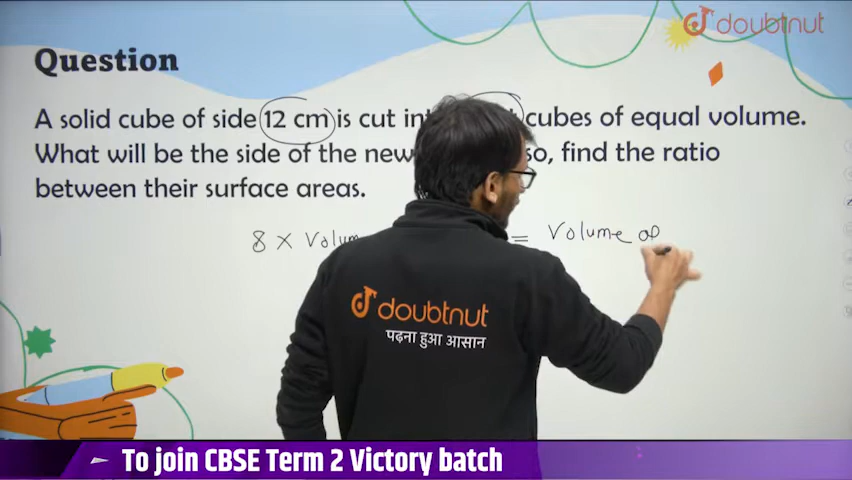 doubtnut
Question
A solid cube of side 12 cm is cut int cubes of equal volume.
What will be the side of the new so, find the ratio
between their surface areas.
8 × Volum = Volume of
doubtnut
पढ़ना हुआ आसान
To join CBSE Term 2 Victory batch